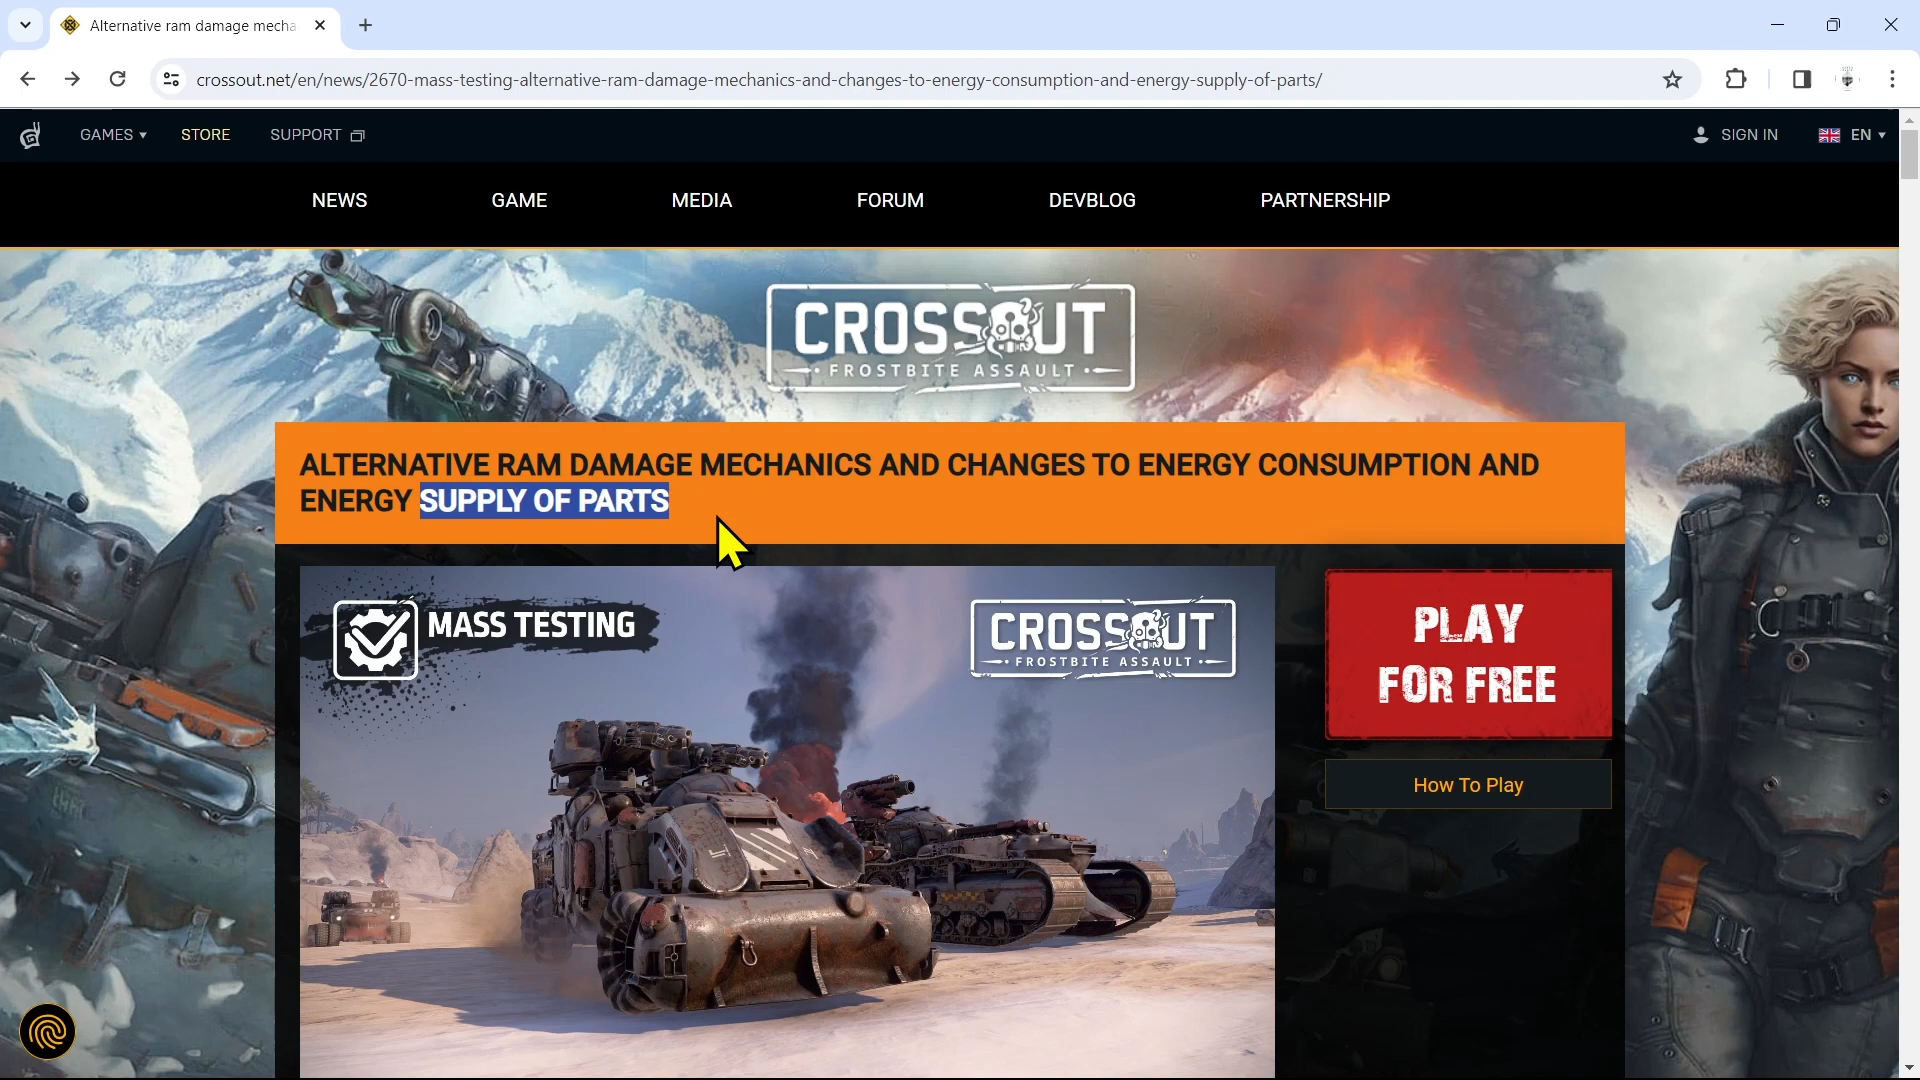 Alternative ram damage mecha
crossout.net/en/news/2670-mass-testing-alternative-ram-damage-mechanics-and-changes-to-energy-consumption-and-energy-supply-of-parts/
GAMES
STORE
SUPPORT
SIGN IN
EN
NEWS
GAME
MEDIA
FORUM
DEVBLOG
PARTNERSHIP
CROSSOUT
FROSTBITE ASSAULT
ALTERNATIVE RAM DAMAGE MECHANICS AND CHANGES TO ENERGY CONSUMPTION AND
ENERGY SUPPLY OF PARTS
MASS TESTING
CROSSOUT
FROSTBITE ASSAULT
PLAY
FOR FREE
How To Play